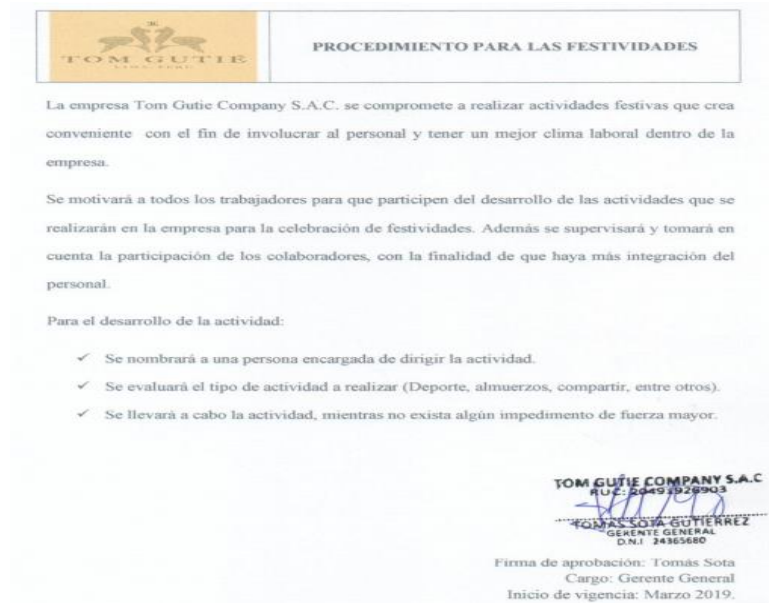 TOM GUTIÉ
LIMA, PERU
PROCEDIMIENTO PARA LAS FESTIVIDADES
La empresa Tom Gutie Company S.A.C. se compromete a realizar actividades festivas que crea
conveniente con el fin de involucrar al personal y tener un mejor clima laboral dentro de la
empresa.
Se motivará a todos los trabajadores para que participen del desarrollo de las actividades que se
realizarán en la empresa para la celebración de festividades. Además se supervisará y tomará en
cuenta la participación de los colaboradores, con la finalidad de que haya más integración del
personal.
Para el desarrollo de la actividad:
✓ Se nombrará a una persona encargada de dirigir la actividad.
✓ Se evaluará el tipo de actividad a realizar (Deporte, almuerzos, compartir, entre otros).
✓ Se llevará a cabo la actividad, mientras no exista algún impedimento de fuerza mayor.
TOM GUTIE COMPANY S.A.C
RUC: 20491926903
TOMAS SOTA GUTIERREZ
GERENTE GENERAL
D.N.I 24365680
Firma de aprobación: Tomás Sota
Cargo: Gerente General
Inicio de vigencia: Marzo 2019.